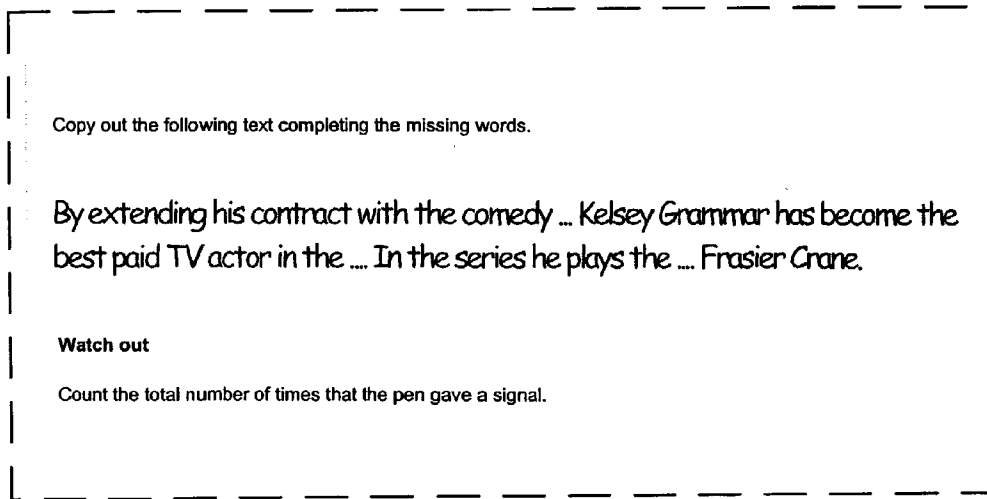 Copy out the following text completing the missing words.
By extending his contract with the comedy ... Kelsey Grammar has become the
best paid TV actor in the .... In the series he plays the .... Frasier Crane.
Watch out
Count the total number of times that the pen gave a signal.